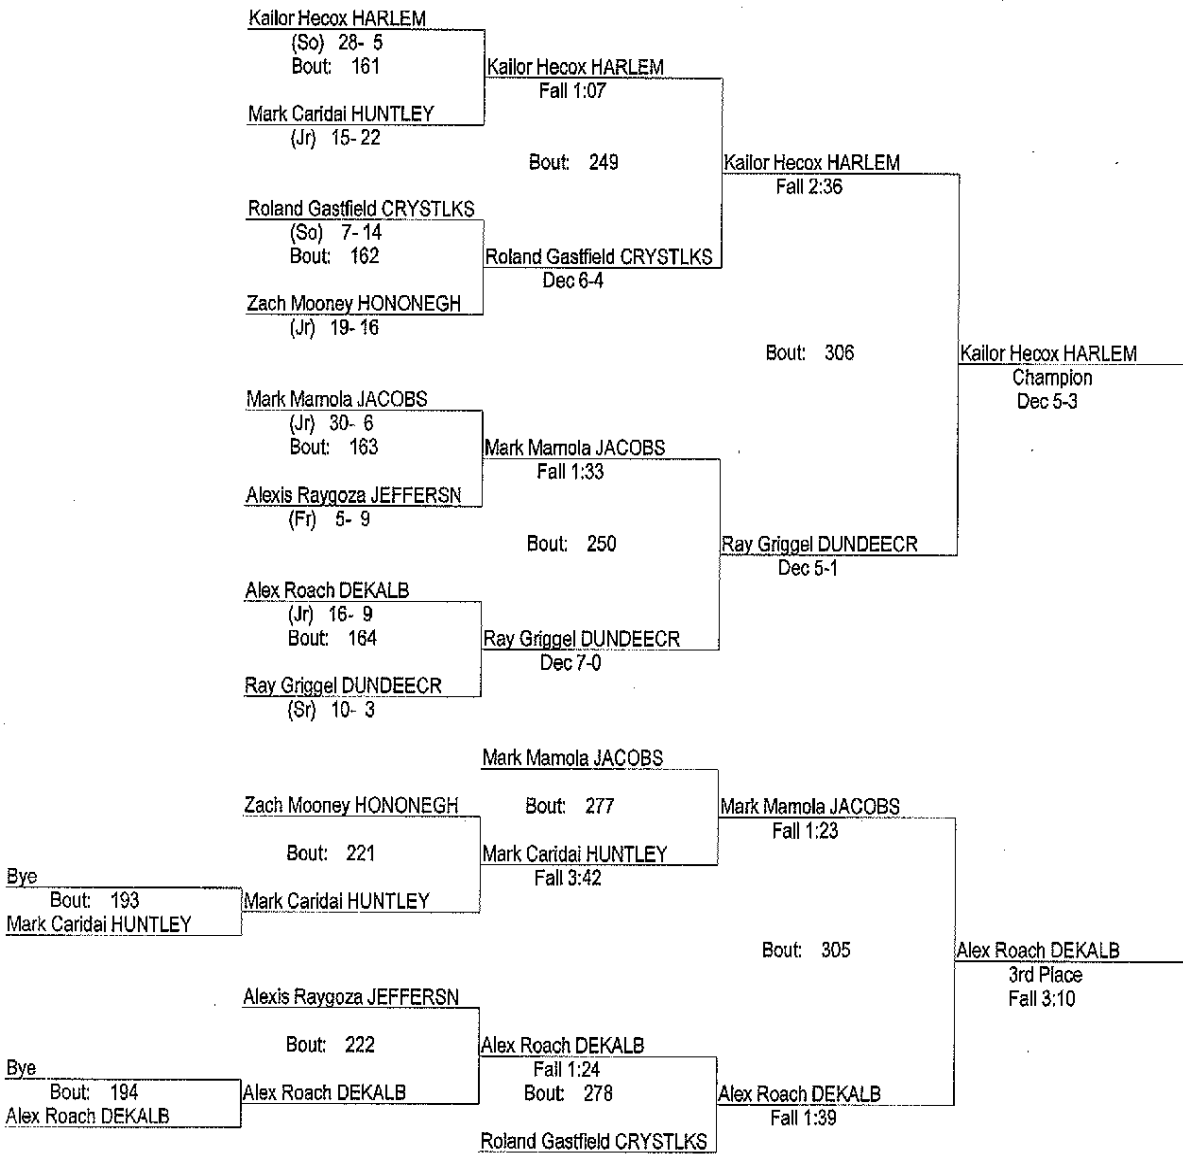 Kailor Hecox HARLEM
(So) 28- 5
Bout: 161
Kailor Hecox HARLEM
Fall 1:07
Mark Caridai HUNTLEY
(Jr) 15- 22
Bout: 249
Kailor Hecox HARLEM
Fall 2:36
Roland Gastfield CRYSTLKS
(So) 7- 14
Bout: 162
Roland Gastfield CRYSTLKS
Dec 6-4
Zach Mooney HONONEGH
(Jr) 19- 16
Bout: 306
Kailor Hecox HARLEM
Champion
Dec 5-3
Mark Mamola JACOBS
(Jr) 30- 6
Bout: 163
Mark Mamola JACOBS
Fall 1:33
Alexis Raygoza JEFFERSN
(Fr) 5- 9
Bout: 250
Ray Griggel DUNDEECR
Dec 5-1
Alex Roach DEKALB
(Jr) 16- 9
Bout: 164
Ray Griggel DUNDEECR
Dec 7-0
Ray Griggel DUNDEECR
(Sr) 10- 3
Mark Mamola JACOBS
Zach Mooney HONONEGH
Bout: 277
Mark Mamola JACOBS
Fall 1:23
Bout: 221
Mark Caridai HUNTLEY
Fall 3:42
Bye
Bout: 193
Mark Caridai HUNTLEY
Mark Caridai HUNTLEY
Bout: 305
Alex Roach DEKALB
3rd Place
Fall 3:10
Alexis Raygoza JEFFERSN
Bout: 222
Alex Roach DEKALB
Fall 1:24
Bye
Bout: 194
Alex Roach DEKALB
Alex Roach DEKALB
Bout: 278
Alex Roach DEKALB
Fall 1:39
Roland Gastfield CRYSTLKS